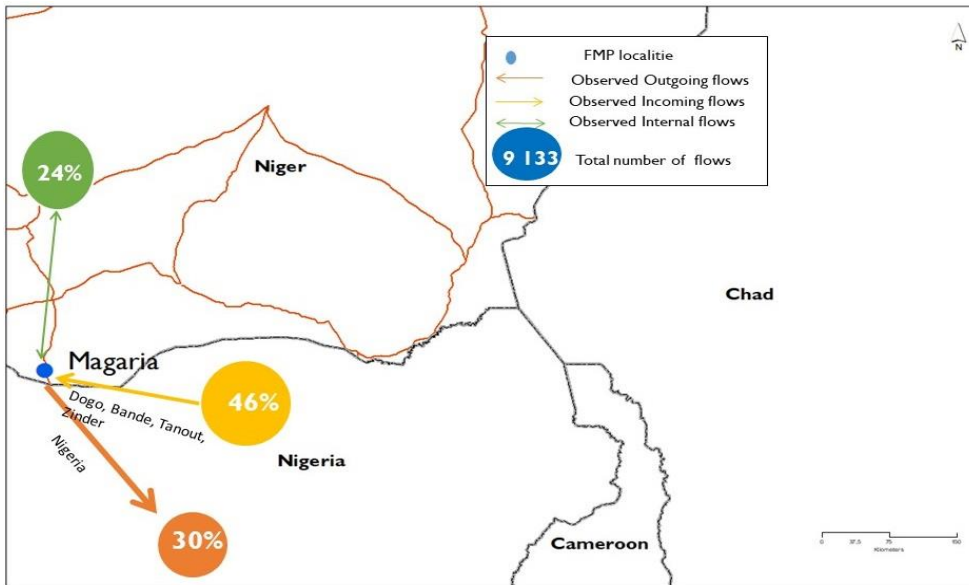 FMP localitie
Observed Outgoing flows
Observed Incoming flows
Observed Internal flows
9 133
Total number of flows
N
24%
Niger
Chad
Magaria
Dogo, Bande, Tanout,
Zinder
46%
Nigeria
Nigeria
30%
Cameroon
0 37.5 75 150
Kilometers